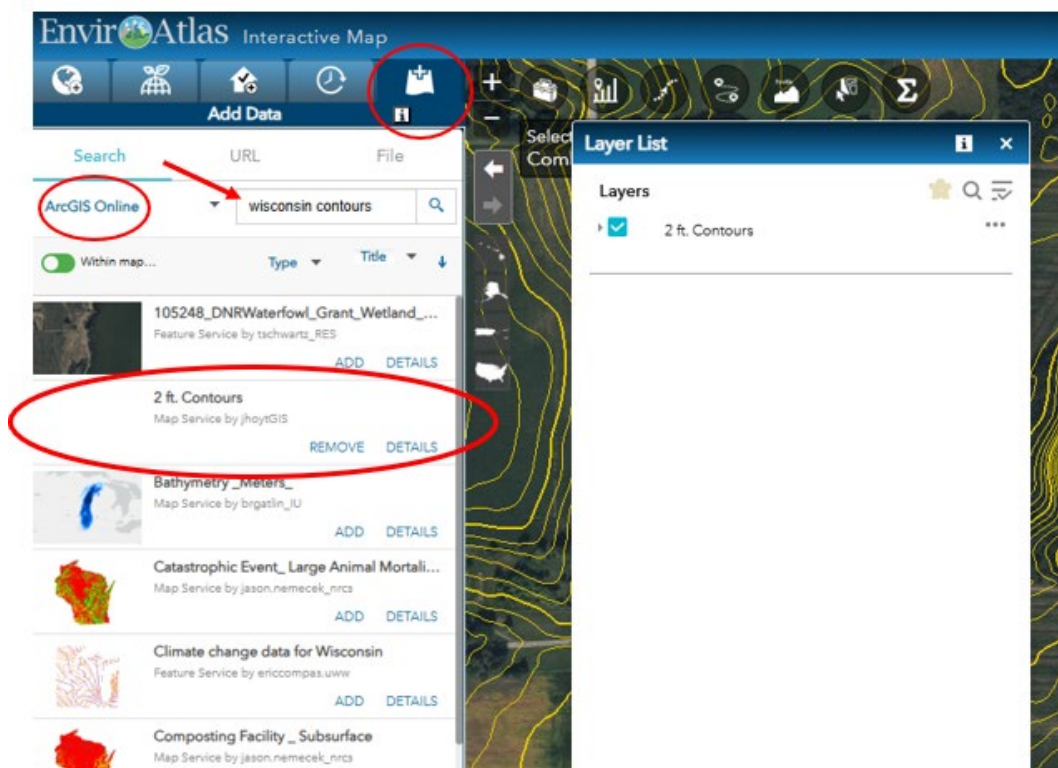 EnviroAtlas Interactive Map
Add Data
i
Search URL File
ArcGIS Online
wisconsin contours
Within map...
Type Title
105248_DNRWaterfowl_Grant_Wetland_...
Feature Service by tschwartz_RES
ADD DETAILS
2 ft. Contours
Map Service by jhoytGIS
REMOVE DETAILS
Bathymetry _Meters_
Map Service by brgatlin_IU
ADD DETAILS
Catastrophic Event_ Large Animal Mortali...
Map Service by jason.nemecek_nrcs
ADD DETAILS
Climate change data for Wisconsin
Feature Service by ericcompas.uww
ADD DETAILS
Composting Facility _ Subsurface
Map Service by jason.nemecek_nrcs
Select
Com
Layer List
i
Layers
2 ft. Contours